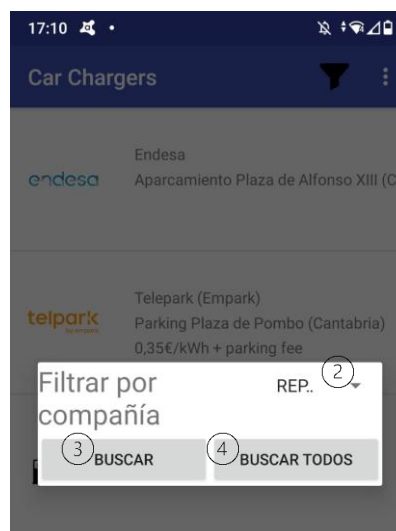 17:10
Car Chargers
Endesa
endesa
Aparcamiento Plaza de Alfonso XIII (C
Telepark (Empark)
telpark
Parking Plaza de Pombo (Cantabria)
0,35€/kWh + parking fee
Filtrar por
compañía
REP..
2
3 BUSCAR
4 BUSCAR TODOS